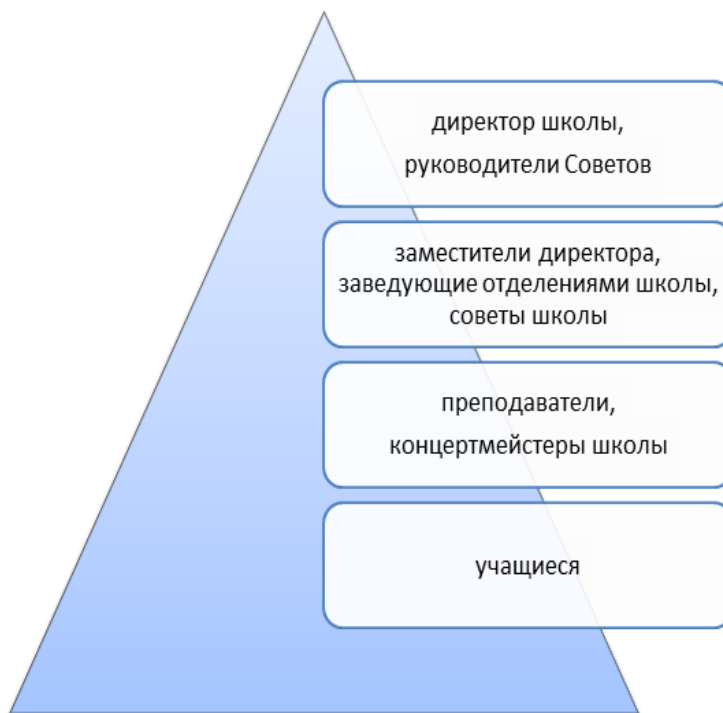 директор школы,
руководители Советов
заместители директора,
заведующие отделениями школы,
советы школы
преподаватели,
концертмейстеры школы
учащиеся